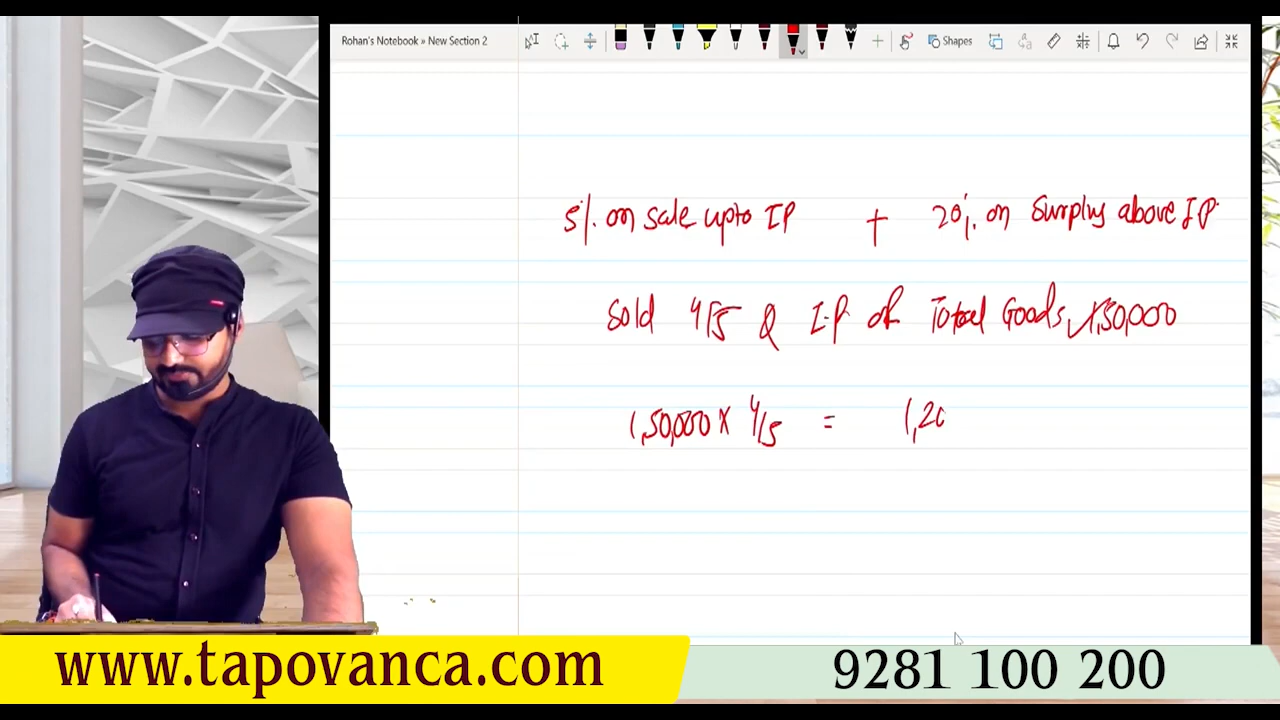 Rohan's Notebook » New Section 2
Shapes
5% on sale upto IP + 20% on Surplus above I.P.
Sold 4/5 & I.P of Total Goods 1,50,000
1,50,000 x 4/5 = 1,20
www.tapovanca.com
9281 100 200